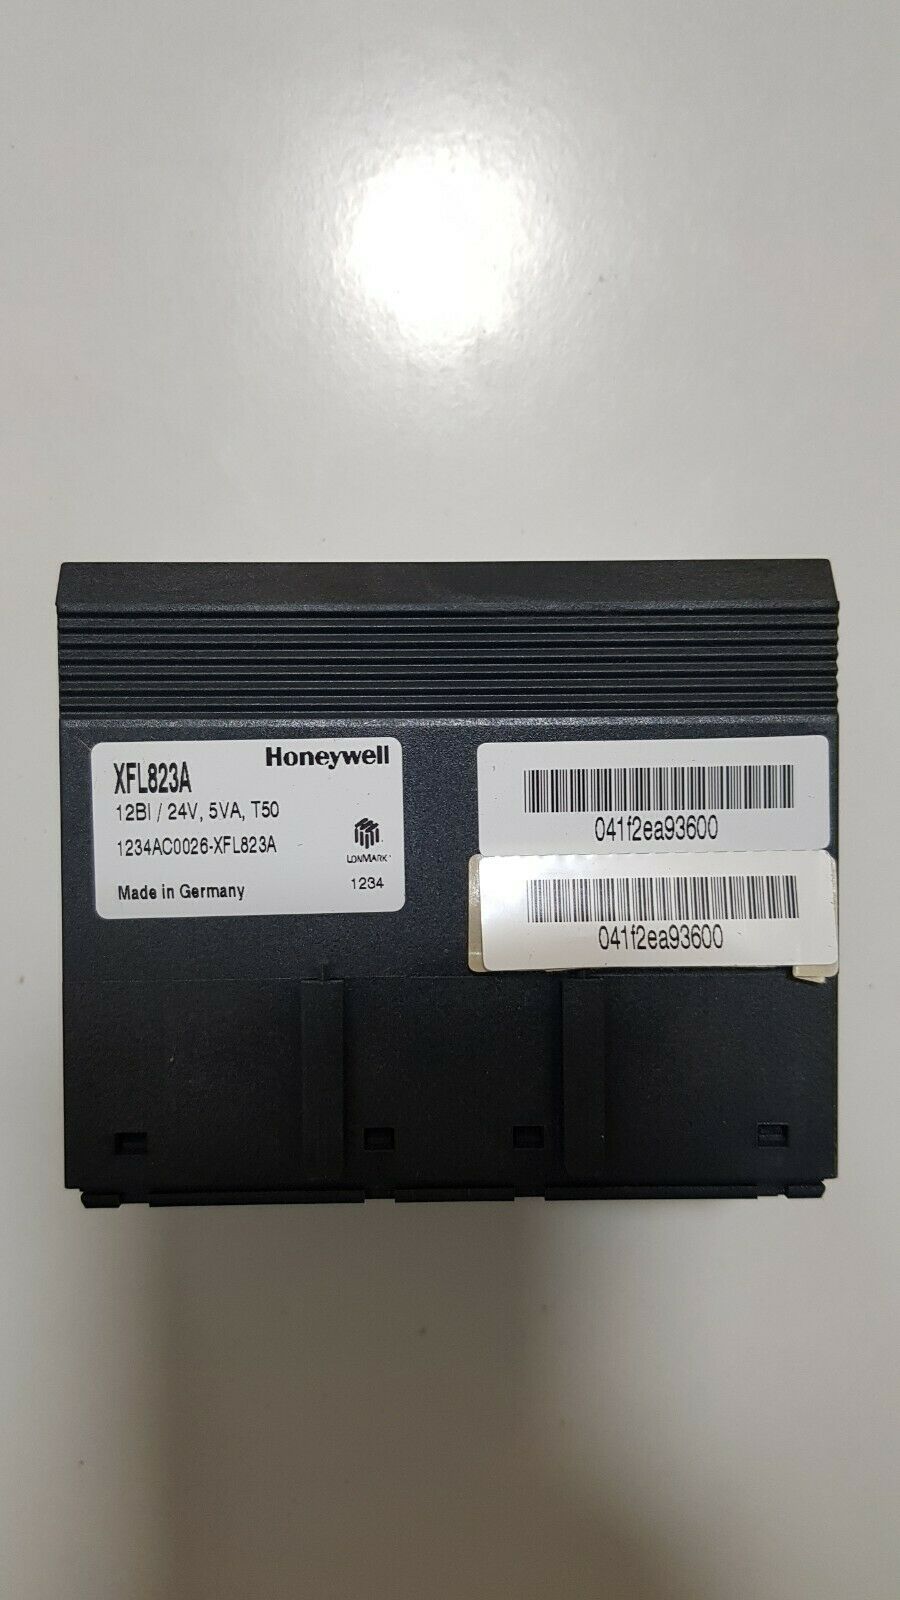 Honeywell
XFL823A
12BI / 24V, 5VA, T50
1234AC0026-XFL823A
LONMARK
Made in Germany
1234
041f2ea93600
041f2ea93600